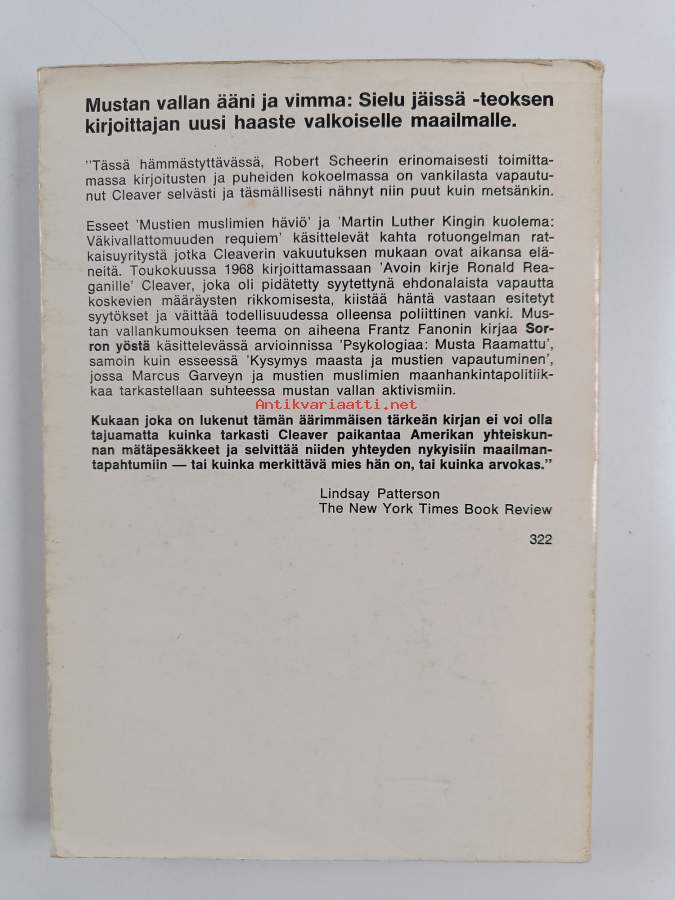 Mustan vallan ääni ja vimma: Sielu jäissä -teoksen
kirjoittajan uusi haaste valkoiselle maailmalle.
"Tässä hämmästyttävässä, Robert Scheerin erinomaisesti toimitta-
massa kirjoitusten ja puheiden kokoelmassa on vankilasta vapautu-
nut Cleaver selvästi ja täsmällisesti nähnyt niin puut kuin metsänkin.
Esseet 'Mustien muslimien häviö' ja 'Martin Luther Kingin kuolema:
Väkivallattomuuden requiem' käsittelevät kahta rotuongelman rat-
kaisuyritystä jotka Cleaverin vakuutuksen mukaan ovat aikansa elä-
neitä. Toukokuussa 1968 kirjoittamassaan 'Avoin kirje Ronald Rea-
ganille' Cleaver, joka oli pidätetty syytettynä ehdonalaista vapautta
koskevien määräysten rikkomisesta, kiistää häntä vastaan esitetyt
syytökset ja väittää todellisuudessa olleensa poliittinen vanki. Mus-
tan vallankumouksen teema on aiheena Frantz Fanonin kirjaa Sor-
ron yöstä käsittelevässä arvioinnissa 'Psykologiaa: Musta Raamattu',
samoin kuin esseessä 'Kysymys maasta ja mustien vapautuminen',
jossa Marcus Garveyn ja mustien muslimien maanhankintapolitiik-
kaa tarkastellaan suhteessa mustan vallan aktivismiin.
Antikvariaatti.net
Kukaan joka on lukenut tämän äärimmäisen tärkeän kirjan ei voi olla
tajuamatta kuinka tarkasti Cleaver paikantaa Amerikan yhteiskun-
nan mätäpesäkkeet ja selvittää niiden yhteyden nykyisiin maailman-
tapahtumiin — tai kuinka merkittävä mies hän on, tai kuinka arvokas."
Lindsay Patterson
The New York Times Book Review
322